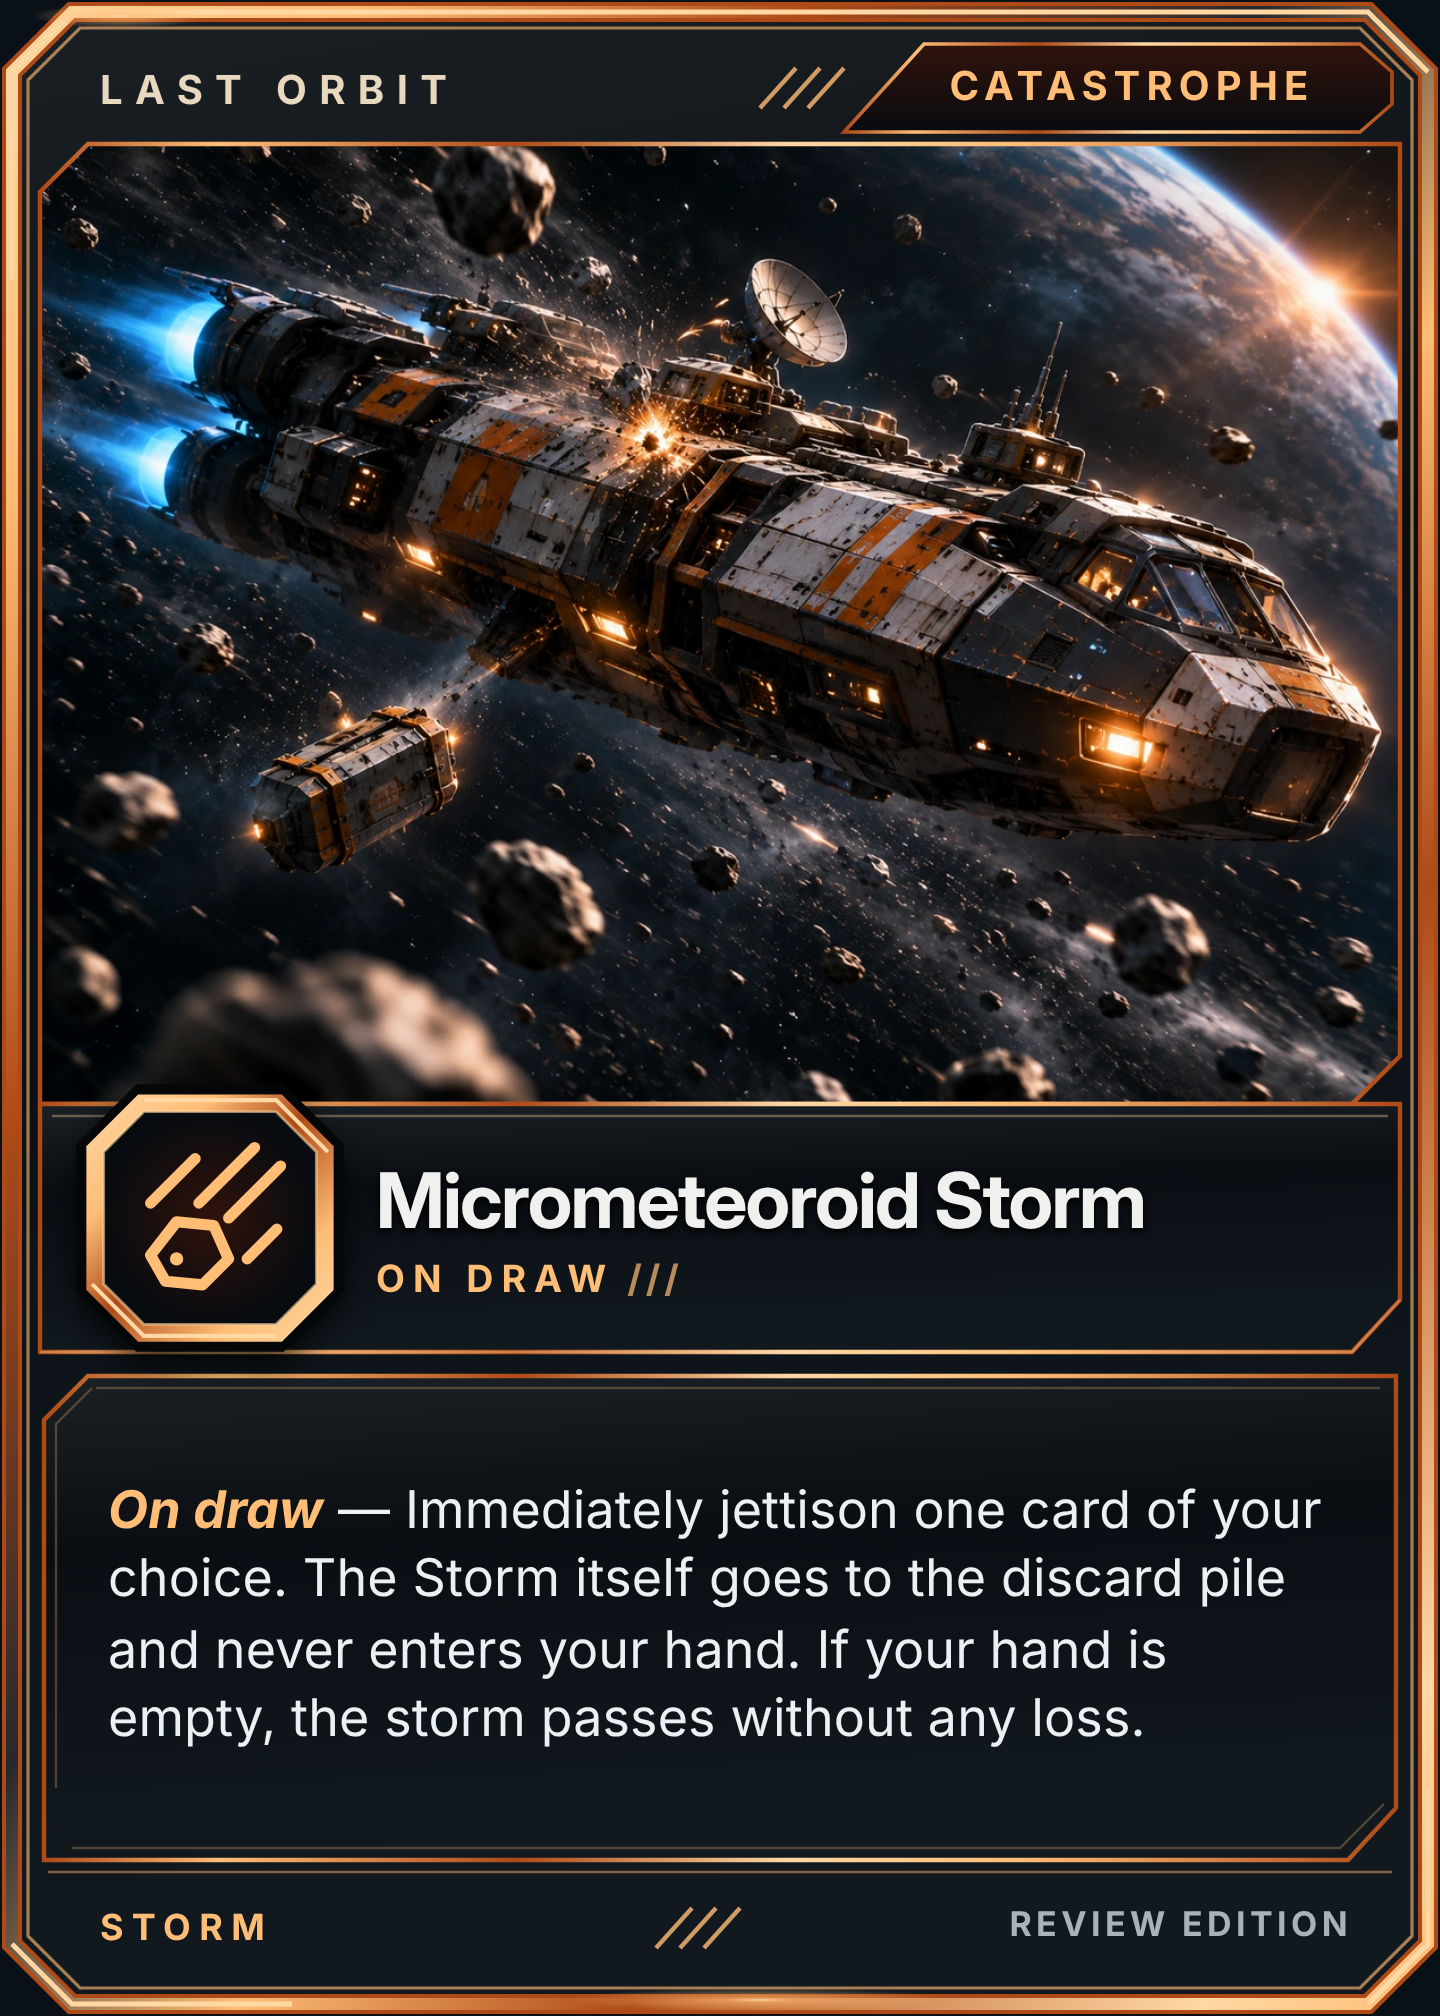 LAST ORBIT
CATASTROPHE
Micrometeoroid Storm
ON DRAW ///
On draw — Immediately jettison one card of your
choice. The Storm itself goes to the discard pile
and never enters your hand. If your hand is
empty, the storm passes without any loss.
STORM
REVIEW EDITION